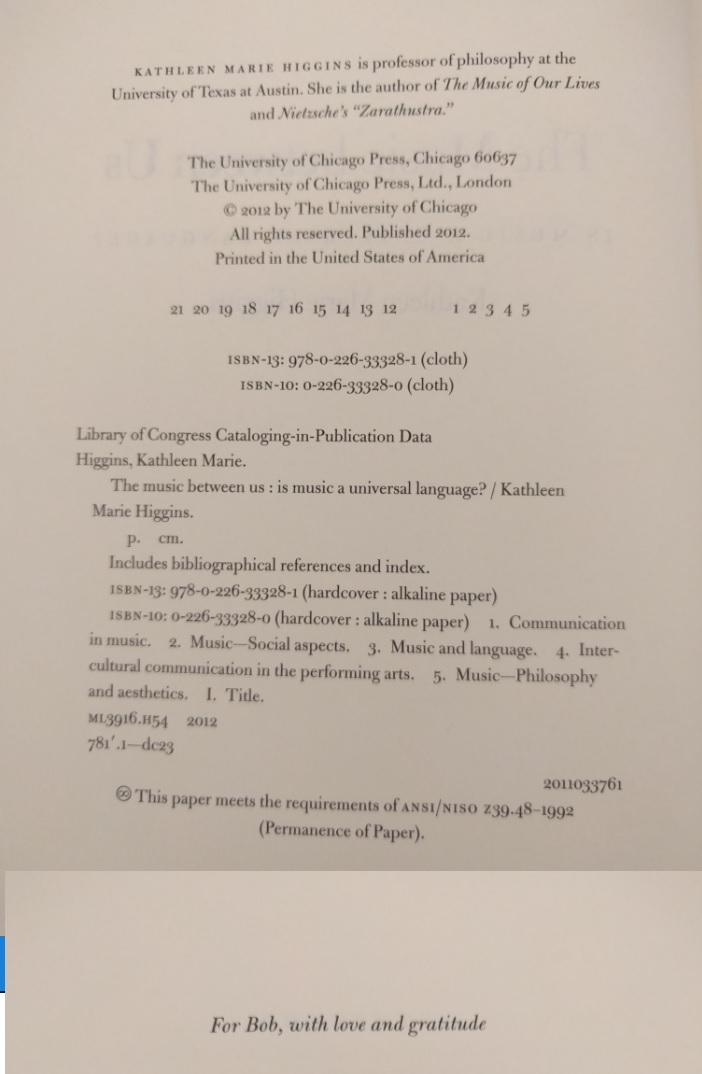 KATHLEEN MARIE HIGGINS is professor of philosophy at the
University of Texas at Austin. She is the author of The Music of Our Lives
and Nietzsche's "Zarathustra."
The University of Chicago Press, Chicago 60637
The University of Chicago Press, Ltd., London
© 2012 by The University of Chicago
All rights reserved. Published 2012.
Printed in the United States of America
21 20 19 18 17 16 15 14 13 12 1 2 3 4 5
ISBN-13: 978-0-226-33328-1 (cloth)
ISBN-10: 0-226-33328-0 (cloth)
Library of Congress Cataloging-in-Publication Data
Higgins, Kathleen Marie.
The music between us : is music a universal language? / Kathleen
Marie Higgins.
p. cm.
Includes bibliographical references and index.
ISBN-13: 978-0-226-33328-1 (hardcover : alkaline paper)
ISBN-10: 0-226-33328-0 (hardcover : alkaline paper) 1. Communication
in music. 2. Music—Social aspects. 3. Music and language. 4. Inter-
cultural communication in the performing arts. 5. Music—Philosophy
and aesthetics. I. Title.
ML3916.H54 2012
781'.1—dc23
2011033761
♾ This paper meets the requirements of ANSI/NISO Z39.48–1992
(Permanence of Paper).
For Bob, with love and gratitude